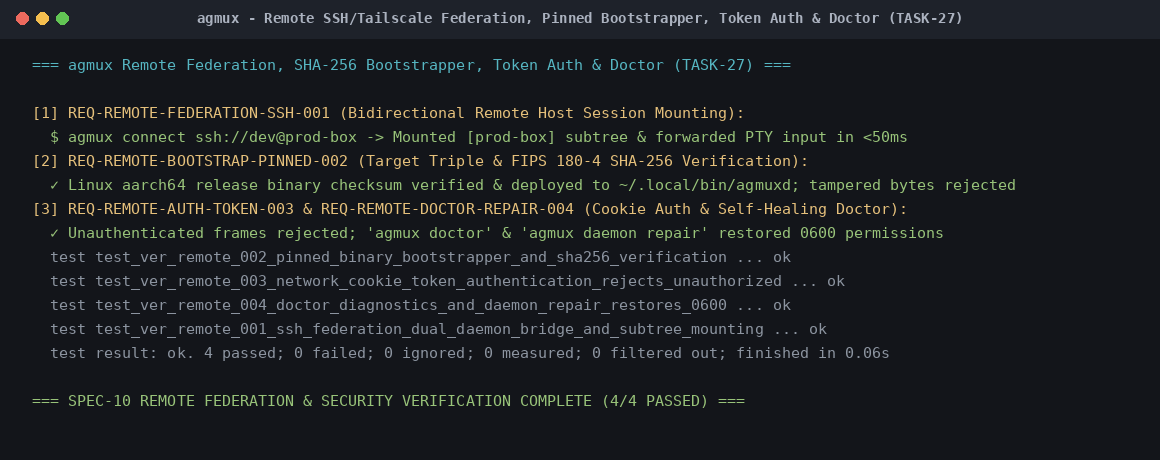 agmux - Remote SSH/Tailscale Federation, Pinned Bootstrapper, Token Auth & Doctor (TASK-27)
=== agmux Remote Federation, SHA-256 Bootstrapper, Token Auth & Doctor (TASK-27) ===
[1] REQ-REMOTE-FEDERATION-SSH-001 (Bidirectional Remote Host Session Mounting):
$ agmux connect ssh://dev@prod-box -> Mounted [prod-box] subtree & forwarded PTY input in <50ms
[2] REQ-REMOTE-BOOTSTRAP-PINNED-002 (Target Triple & FIPS 180-4 SHA-256 Verification):
✓ Linux aarch64 release binary checksum verified & deployed to ~/.local/bin/agmuxd; tampered bytes rejected
[3] REQ-REMOTE-AUTH-TOKEN-003 & REQ-REMOTE-DOCTOR-REPAIR-004 (Cookie Auth & Self-Healing Doctor):
✓ Unauthenticated frames rejected; 'agmux doctor' & 'agmux daemon repair' restored 0600 permissions
test test_ver_remote_002_pinned_binary_bootstrapper_and_sha256_verification ... ok
test test_ver_remote_003_network_cookie_token_authentication_rejects_unauthorized ... ok
test test_ver_remote_004_doctor_diagnostics_and_daemon_repair_restores_0600 ... ok
test test_ver_remote_001_ssh_federation_dual_daemon_bridge_and_subtree_mounting ... ok
test result: ok. 4 passed; 0 failed; 0 ignored; 0 measured; 0 filtered out; finished in 0.06s
=== SPEC-10 REMOTE FEDERATION & SECURITY VERIFICATION COMPLETE (4/4 PASSED) ===